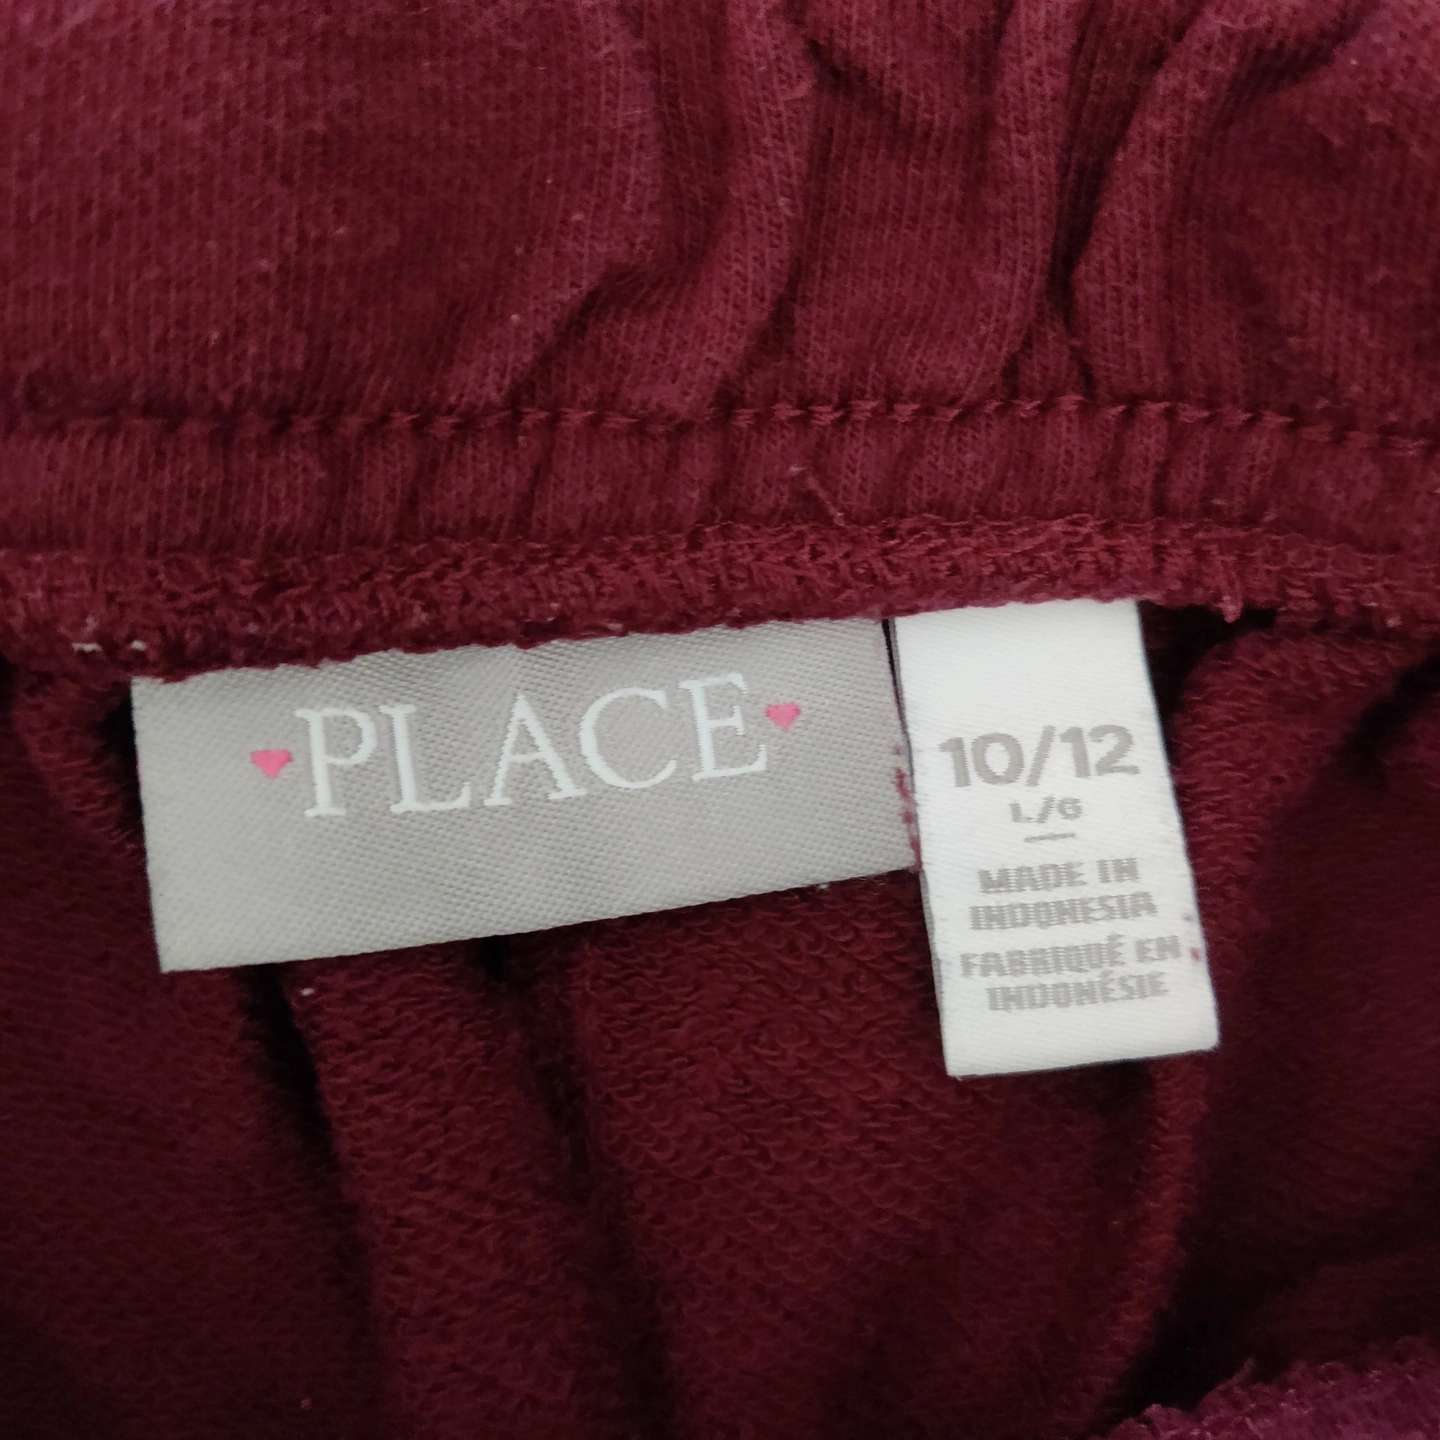 PLACE
10/12
L/G
MADE IN
INDONESIA
FABRIQUÉ EN
INDONÉSIE